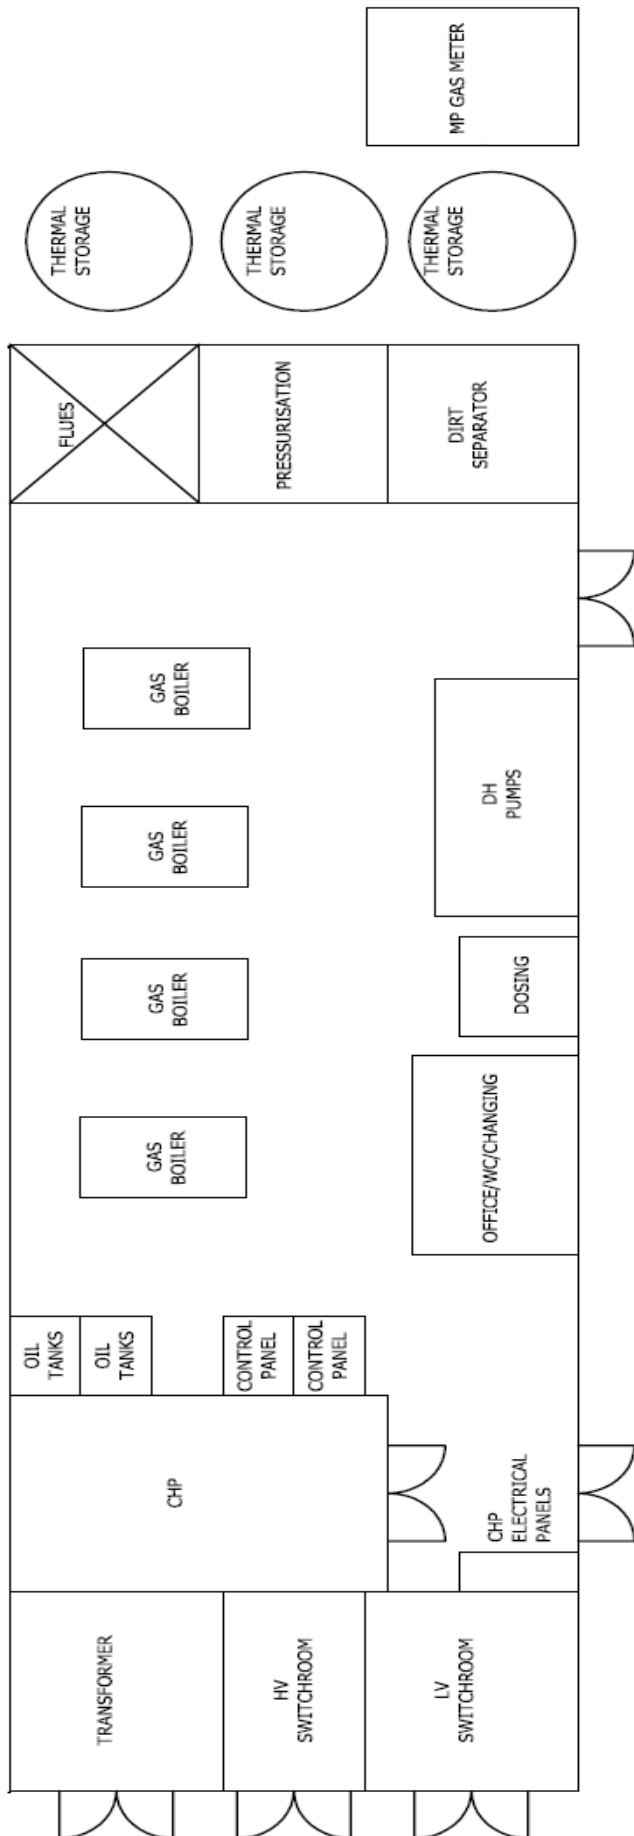 MP GAS METER
THERMAL
STORAGE
THERMAL
STORAGE
THERMAL
STORAGE
FLUES
PRESSURISATION
DIRT
SEPARATOR
GAS
BOILER
GAS
BOILER
GAS
BOILER
GAS
BOILER
DH
PUMPS
DOSING
OFFICE/WC/CHANGING
OIL
TANKS
OIL
TANKS
CONTROL
PANEL
CONTROL
PANEL
CHP
CHP
ELECTRICAL
PANELS
TRANSFORMER
HV
SWITCHROOM
LV
SWITCHROOM